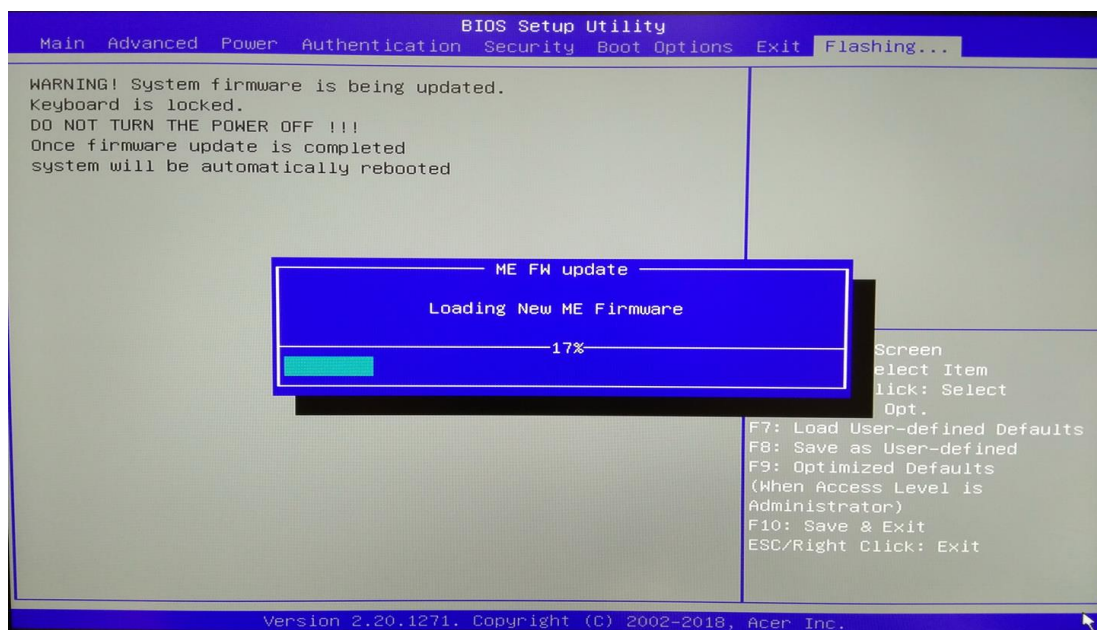 BIOS Setup Utility
Main Advanced Power Authentication Security Boot Options Exit Flashing...
WARNING! System firmware is being updated.
Keyboard is locked.
DO NOT TURN THE POWER OFF !!!
Once firmware update is completed
system will be automatically rebooted
ME FW update
Loading New ME Firmware
17%
Screen
elect Item
lick: Select
Opt.
F7: Load User-defined Defaults
F8: Save as User-defined
F9: Optimized Defaults
(When Access Level is
Administrator)
F10: Save & Exit
ESC/Right Click: Exit
Version 2.20.1271. Copyright (C) 2002-2018, Acer Inc.